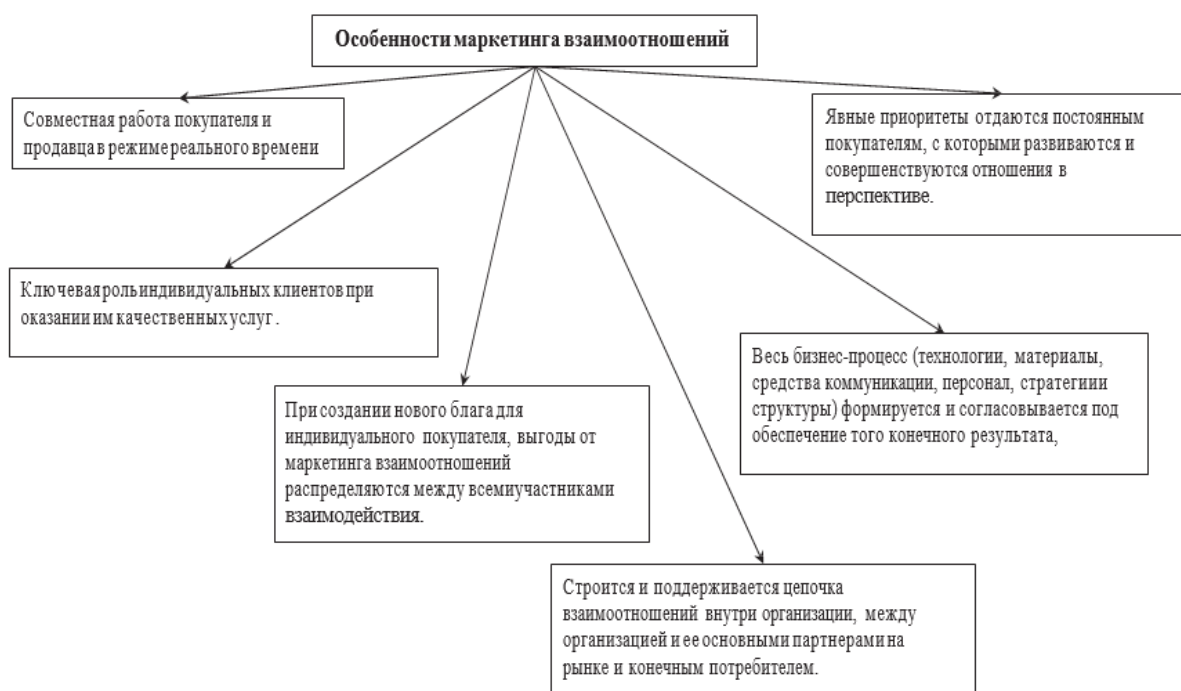 Особенности маркетинга взаимоотношений
Совместная работа покупателя и
продавца в режиме реального времени
Явные приоритеты отдаются постоянным
покупателям, с которыми развиваются и
совершенствуются отношения в
перспективе.
Ключевая роль индивидуальных клиентов при
оказании им качественных услуг .
Весь бизнес-процесс (технологии, материалы,
средства коммуникации, персонал, стратегиии
структуры) формируется и согласовывается под
обеспечение того конечного результата,
При создании нового блага для
индивидуального покупателя, выгоды от
маркетинга взаимоотношений
распределяются между всемиучастниками
взаимодействия.
Строится и поддерживается цепочка
взаимоотношений внутри организации, между
организацией и ее основными партнерами на
рынке и конечным потребителем.